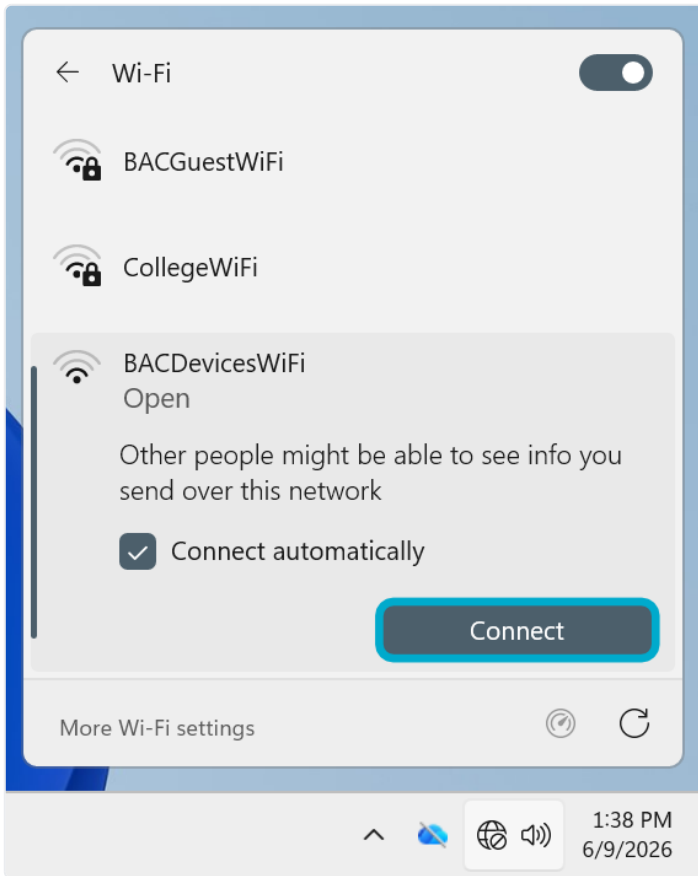 Wi-Fi
BACGuestWiFi
CollegeWiFi
BACDevicesWiFi
Open
Other people might be able to see info you
send over this network
Connect automatically
Connect
More Wi-Fi settings
1:38 PM
6/9/2026